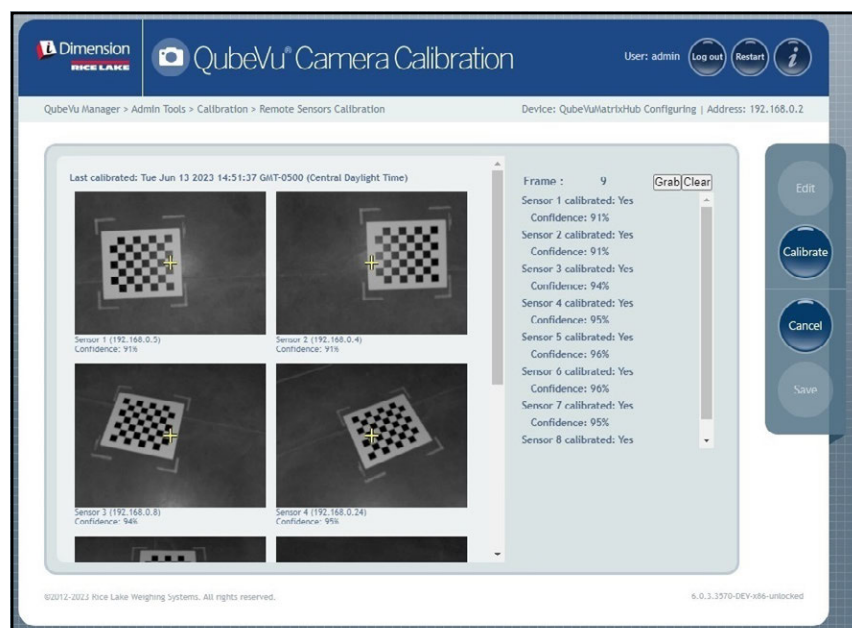 Dimension
RICE LAKE
QubeVu® Camera Calibration
User: admin
Log out
Restart
i
QubeVu Manager > Admin Tools > Calibration > Remote Sensors Calibration
Device: QubeVuMatrixHub Configuring | Address: 192.168.0.2
Last calibrated: Tue Jun 13 2023 14:51:37 GMT-0500 (Central Daylight Time)
Sensor 1 (192.168.0.5)
Confidence: 91%
Sensor 2 (192.168.0.4)
Confidence: 91%
Sensor 3 (192.168.0.8)
Confidence: 94%
Sensor 4 (192.168.0.24)
Confidence: 95%
Frame : 9
Grab Clear
Sensor 1 calibrated: Yes
Confidence: 91%
Sensor 2 calibrated: Yes
Confidence: 91%
Sensor 3 calibrated: Yes
Confidence: 94%
Sensor 4 calibrated: Yes
Confidence: 95%
Sensor 5 calibrated: Yes
Confidence: 96%
Sensor 6 calibrated: Yes
Confidence: 96%
Sensor 7 calibrated: Yes
Confidence: 95%
Sensor 8 calibrated: Yes
Edit
Calibrate
Cancel
Save
©2012-2023 Rice Lake Weighing Systems. All rights reserved.
6.0.3.3570-DEV-x86-unlocked